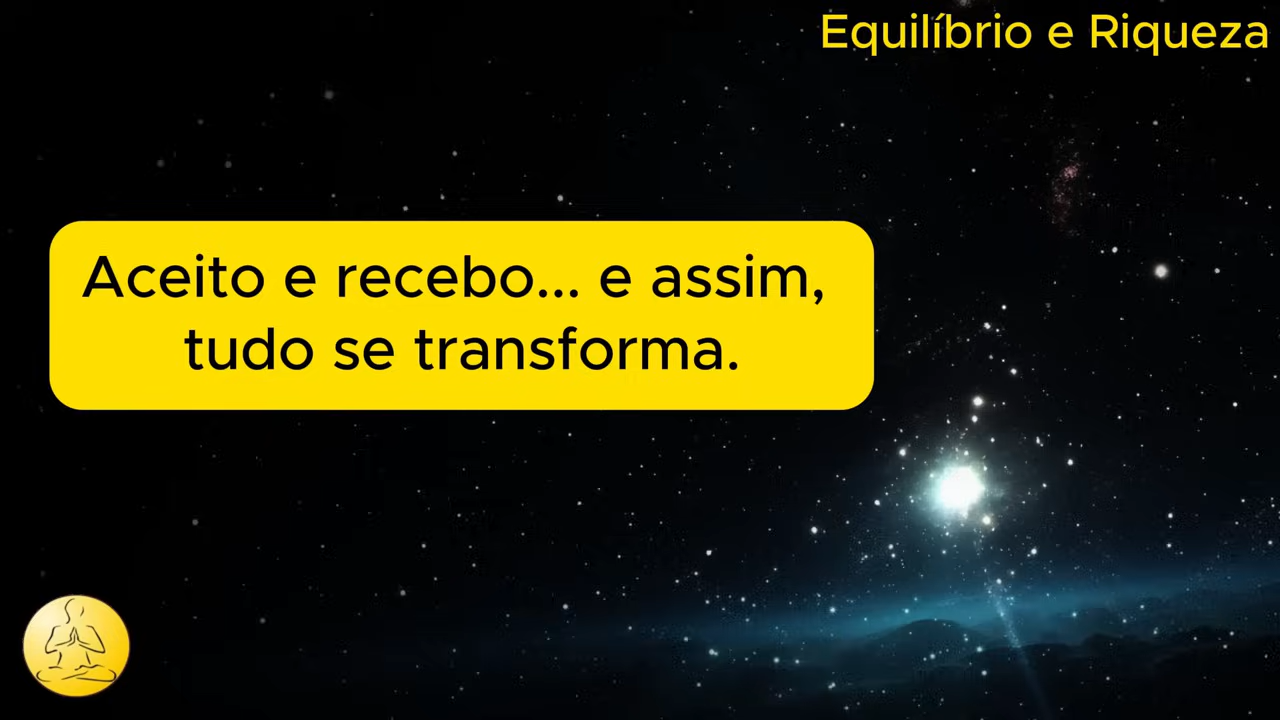 Equilíbrio e Riqueza
Aceito e recebo... e assim,
tudo se transforma.